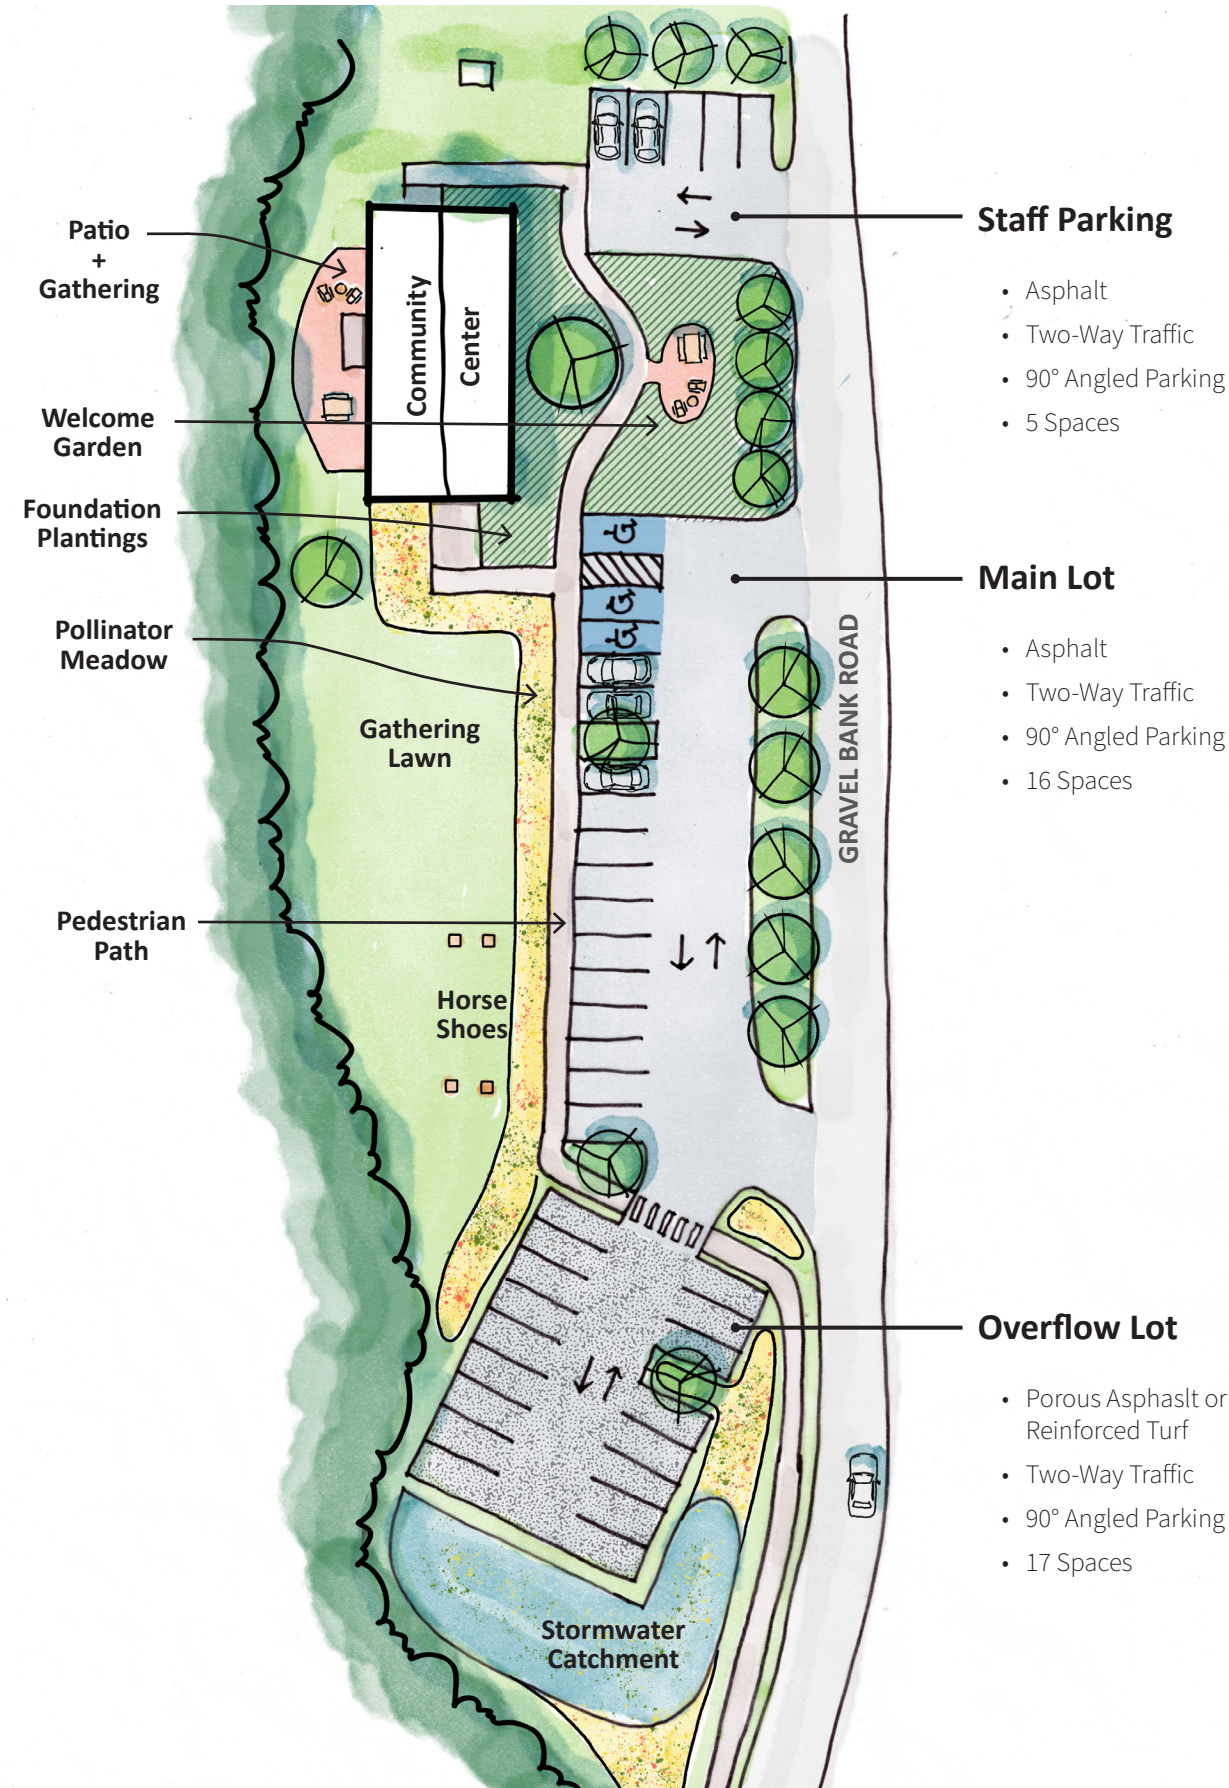 Patio
+
Gathering
Welcome
Garden
Foundation
Plantings
Pollinator
Meadow
Pedestrian
Path
Community
Center
Gathering
Lawn
Horse
Shoes
Stormwater
Catchment
GRAVEL BANK ROAD
Staff Parking
• Asphalt
• Two-Way Traffic
• 90° Angled Parking
• 5 Spaces
Main Lot
• Asphalt
• Two-Way Traffic
• 90° Angled Parking
• 16 Spaces
Overflow Lot
• Porous Asphaslt or
Reinforced Turf
• Two-Way Traffic
• 90° Angled Parking
• 17 Spaces